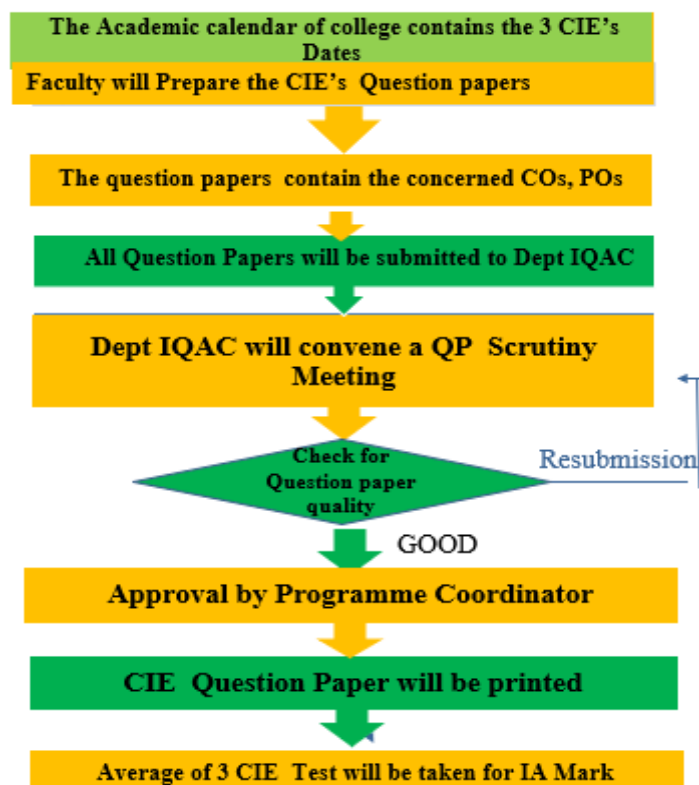 The Academic calendar of college contains the 3 CIE's
Dates
Faculty will Prepare the CIE's Question papers
The question papers contain the concerned COs, POs
All Question Papers will be submitted to Dept IQAC
Dept IQAC will convene a QP Scrutiny
Meeting
Check for
Question paper
quality
Resubmission
GOOD
Approval by Programme Coordinator
CIE Question Paper will be printed
Average of 3 CIE Test will be taken for IA Mark